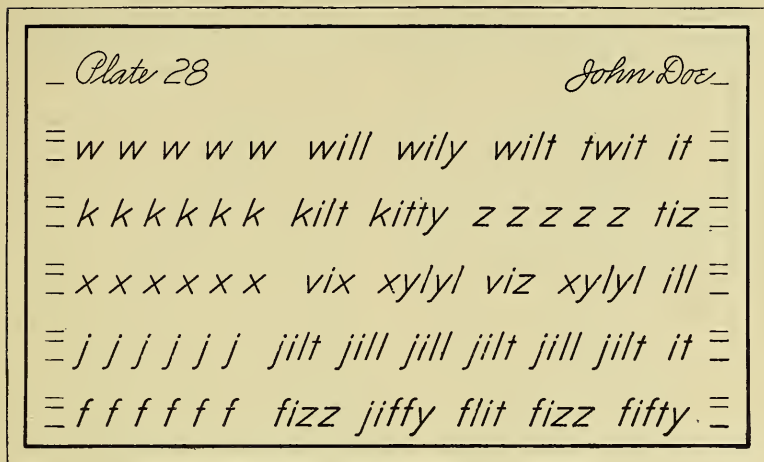 Plate 28 John Doe
w w w w w will wily wilt twit it
k k k k k k kilt kitty z z z z z tiz
x x x x x x vix xylyl viz xylyl ill
j j j j j j jilt jill jill jilt jill jilt it
f f f f f f fizz jiffy flit fizz fifty.